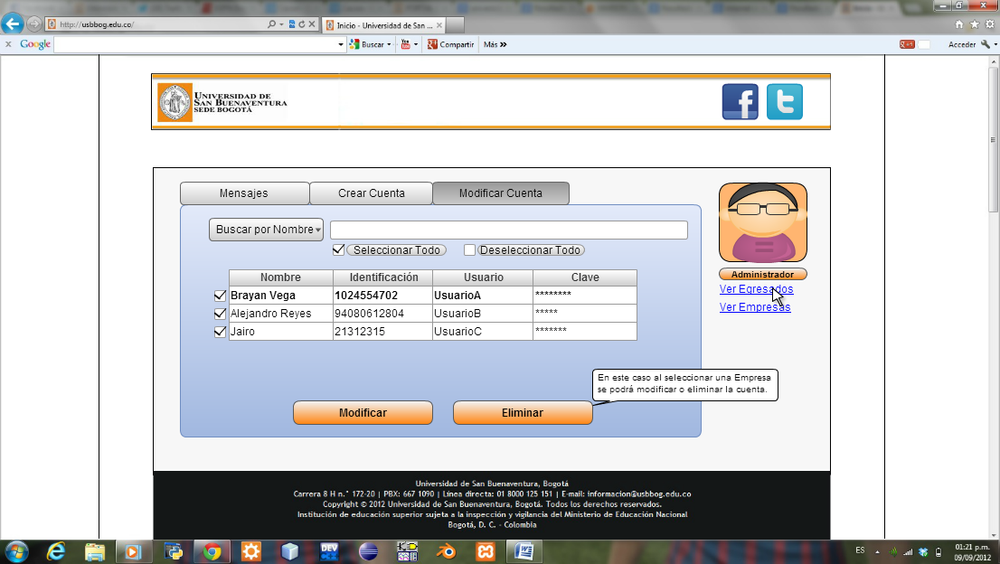 http://usbbog.edu.co/
Inicio - Universidad de San ...
Google
Buscar
Compartir
Más »
Acceder
UNIVERSIDAD DE
SAN BUENAVENTURA
SEDE BOGOTÁ
Mensajes
Crear Cuenta
Modificar Cuenta
Buscar por Nombre
Seleccionar Todo
Deseleccionar Todo
Nombre Identificación Usuario Clave
Brayan Vega 1024554702 UsuarioA ********
Alejandro Reyes 94080612804 UsuarioB *****
Jairo 21312315 UsuarioC *******
Administrador
Ver Egresados
Ver Empresas
En este caso al seleccionar una Empresa
se podrá modificar o eliminar la cuenta.
Modificar
Eliminar
Universidad de San Buenaventura, Bogotá
Carrera 8 H n.° 172-20 | PBX: 667 1090 | Línea directa: 01 8000 125 151 | E-mail: informacion@usbbog.edu.co
Copyright © 2012 Universidad de San Buenaventura, Bogotá. Todos los derechos reservados.
Institución de educación superior sujeta a la inspección y vigilancia del Ministerio de Educación Nacional
Bogotá, D. C. - Colombia
DEV
ES
01:21 p.m.
09/09/2012